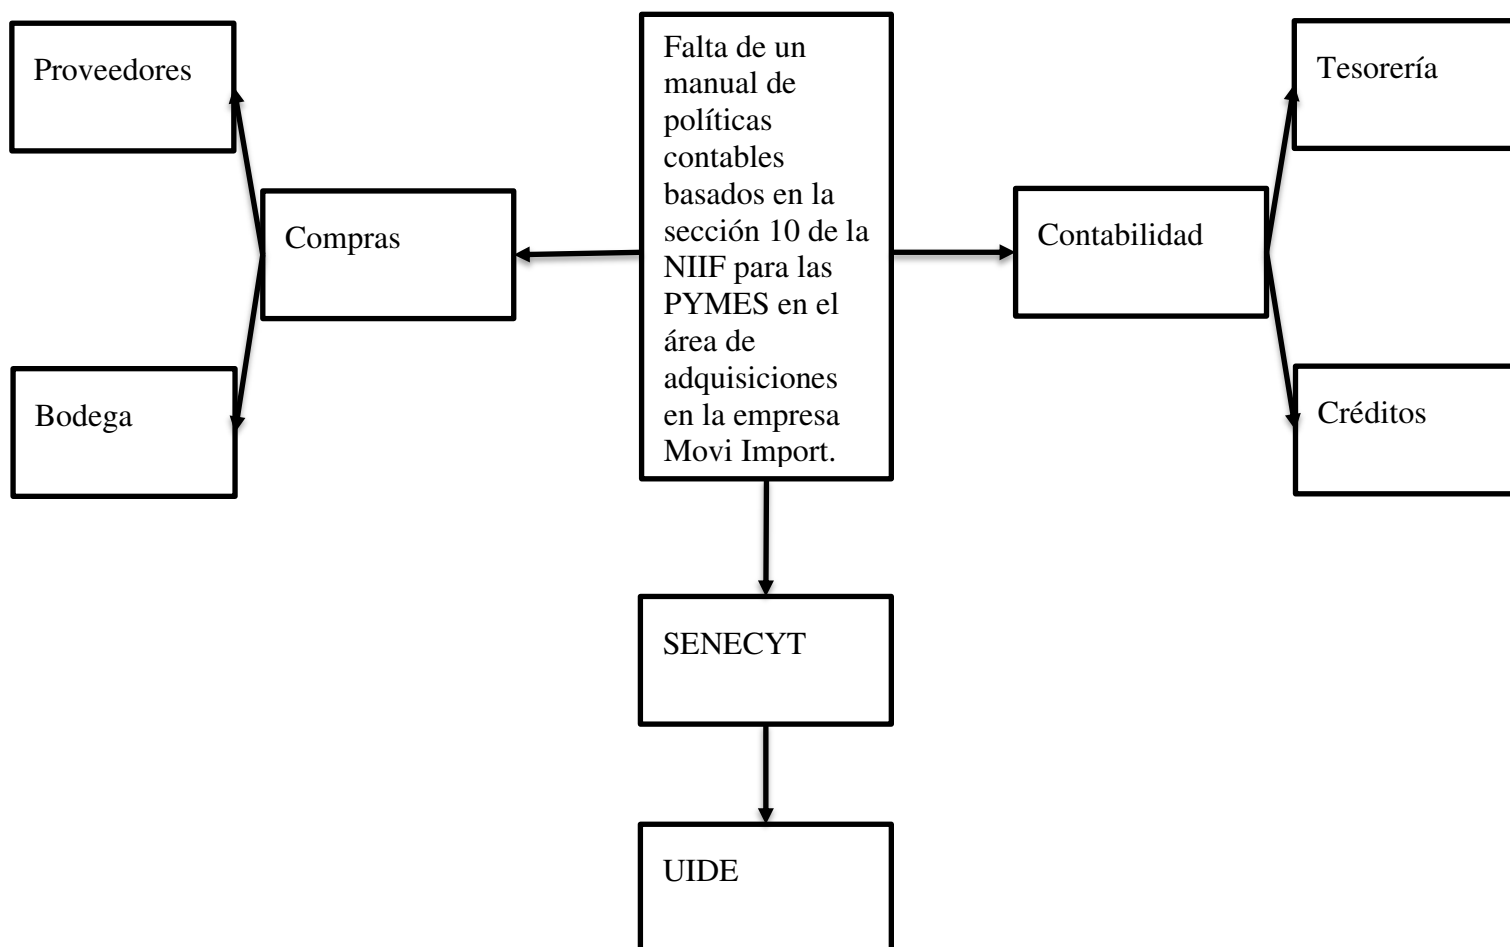 Proveedores
Compras
Bodega
Falta de un
manual de
políticas
contables
basados en la
sección 10 de la
NIIF para las
PYMES en el
área de
adquisiciones
en la empresa
Movi Import.
Contabilidad
Tesorería
Créditos
SENECYT
UIDE